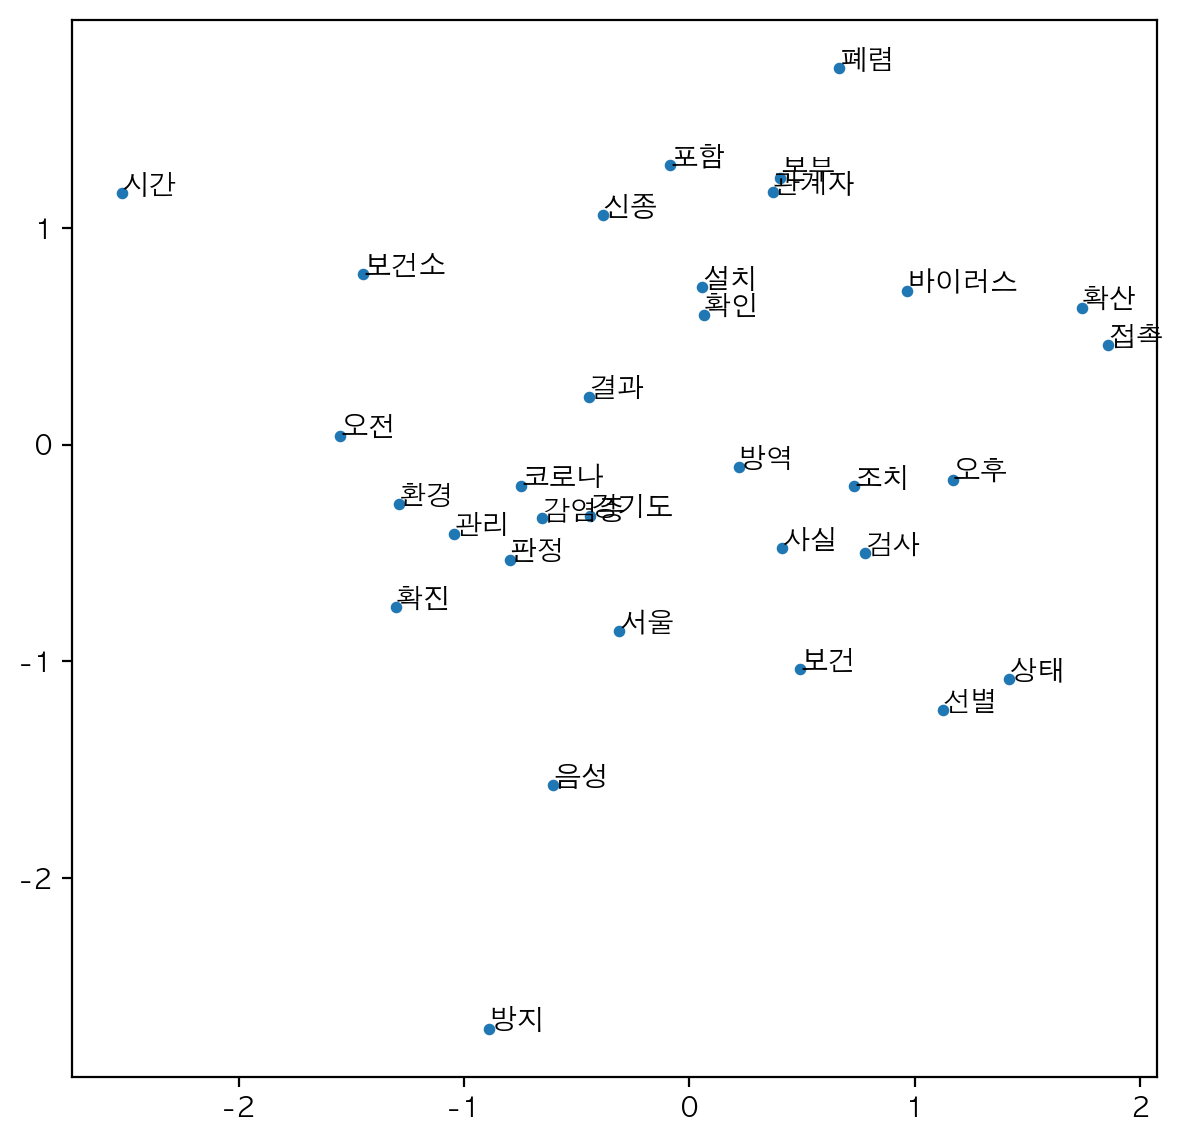 폐렴
포함
본부
관계자
시간
신종
1
보건소
설치
바이러스
확산
확인
접촉
결과
오전
0
방역
오후
코로나
조치
환경
경기도
감염증
관리
판정
사실
검사
확진
서울
-1
보건
상태
선별
음성
-2
방지
-2
-1
0
1
2